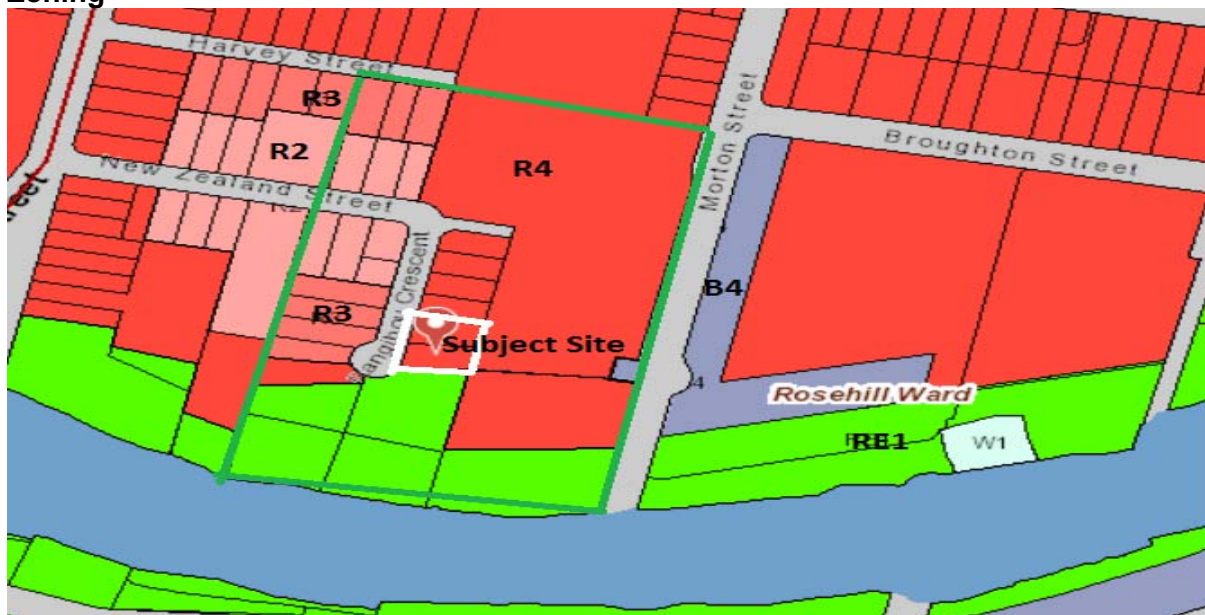 Zoning
Harvey Street
R3
R2
New Zealand Street
R4
Morton Street
Broughton Street
B4
R3
Crescent
Subject Site
4
Rosehill Ward
RE1
W1